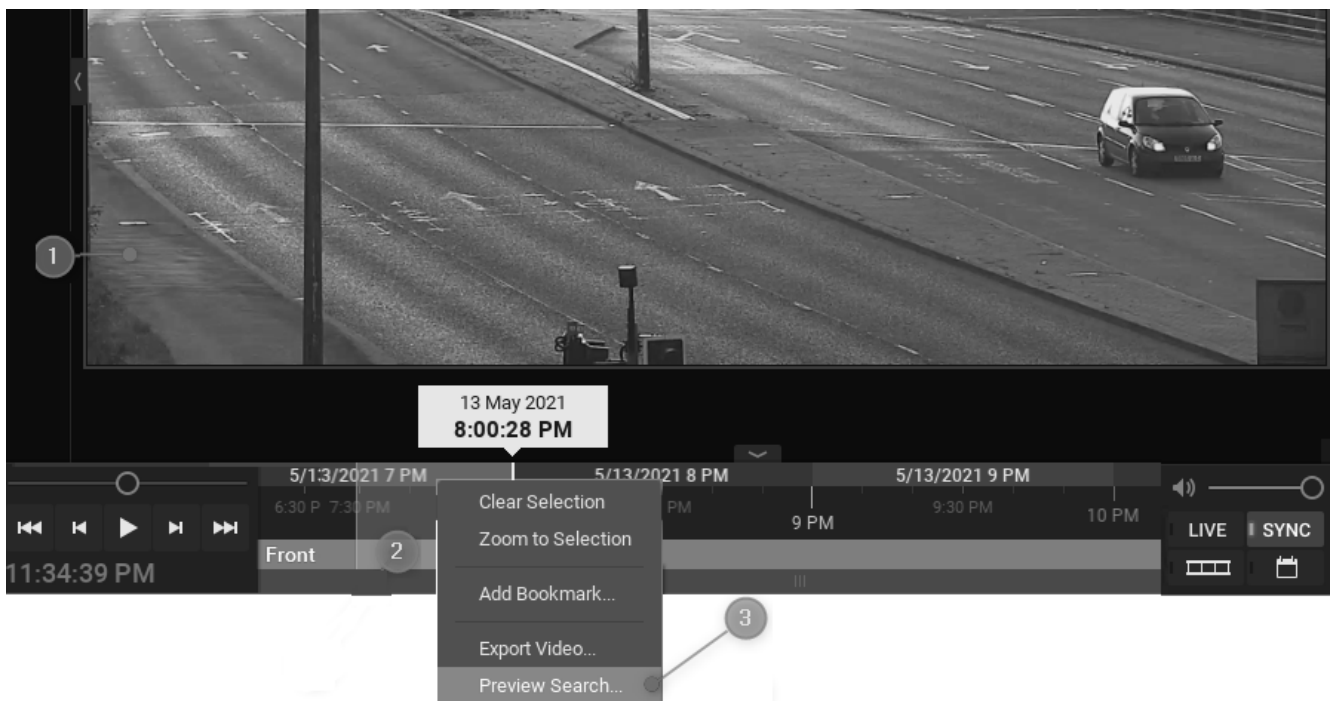 1
13 May 2021
8:00:28 PM
5/13/2021 7 PM
5/13/2021 8 PM
5/13/2021 9 PM
6:30 P
7:30 PM
PM
9 PM
9:30 PM
10 PM
LIVE
SYNC
Front
2
11:34:39 PM
Clear Selection
Zoom to Selection
Add Bookmark...
Export Video...
Preview Search...
3